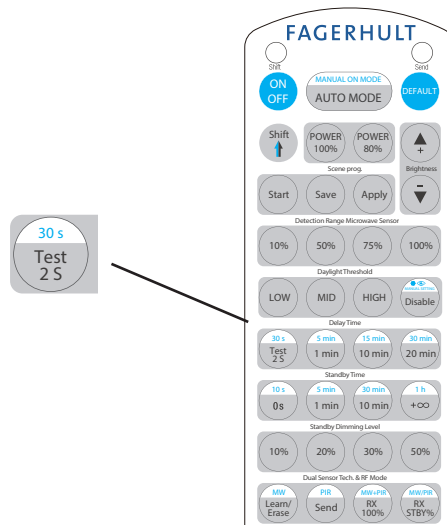 FAGERHULT
Shift
Send
ON
OFF
MANUAL ON MODE
AUTO MODE
DEFAULT
Shift
POWER
100%
POWER
80%
+
Scene prog.
Brightness
Start
Save
Apply
-
Detection Range Microwave Sensor
10%
50%
75%
100%
Daylight Threshold
LOW
MID
HIGH
Disable
Delay Time
30 s
Test
2 S
5 min
1 min
15 min
10 min
30 min
20 min
Standby Time
10 s
0s
5 min
1 min
30 min
10 min
1 h
+∞
Standby Dimming Level
10%
20%
30%
50%
Dual Sensor Tech. & RF Mode
MW
Learn/
Erase
PIR
Send
MW+PIR
RX
100%
MW/PIR
RX
STBY%
30 s
Test
2 S